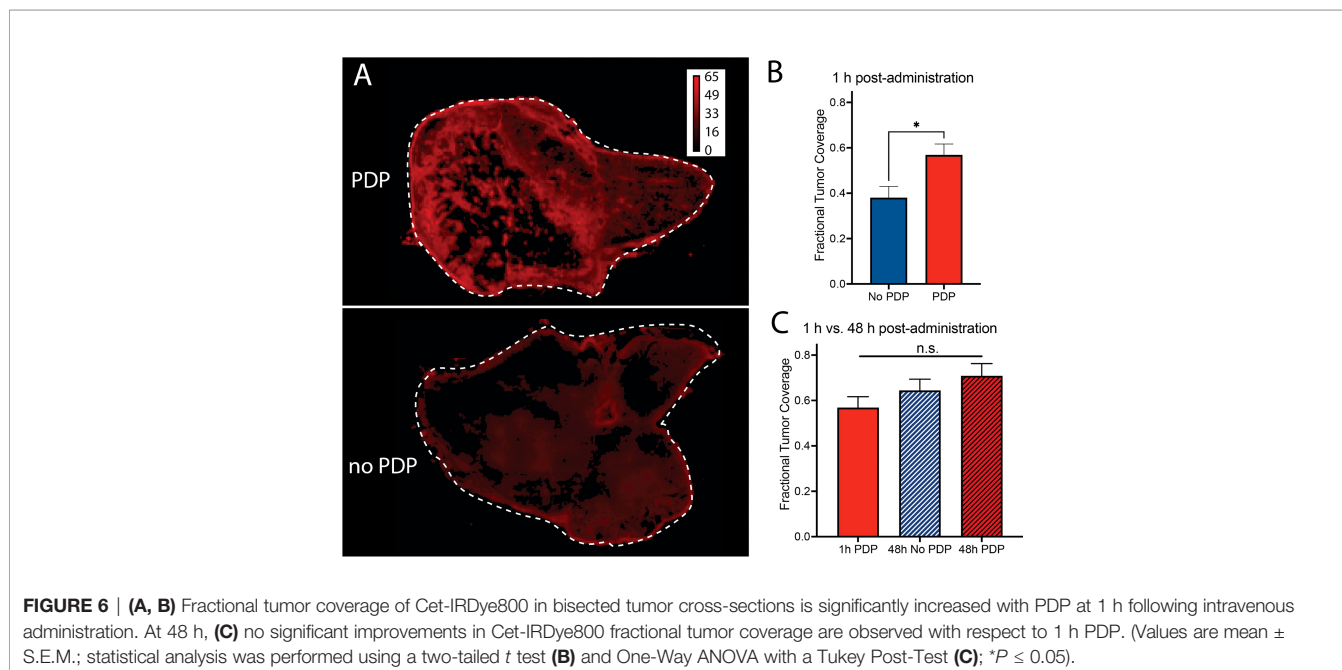 A
65
49
33
16
0
PDP
no PDP
B
1 h post-administration
Fractional Tumor Coverage
0.8
0.6
0.4
0.2
0.0
*
No PDP
PDP
C
1 h vs. 48 h post-administration
Fractional Tumor Coverage
0.8
0.6
0.4
0.2
0.0
n.s.
1h PDP
48h No PDP
48h PDP
FIGURE 6 | (A, B) Fractional tumor coverage of Cet-IRDye800 in bisected tumor cross-sections is significantly increased with PDP at 1 h following intravenous
administration. At 48 h, (C) no significant improvements in Cet-IRDye800 fractional tumor coverage are observed with respect to 1 h PDP. (Values are mean ±
S.E.M.; statistical analysis was performed using a two-tailed t test (B) and One-Way ANOVA with a Tukey Post-Test (C); *P ≤ 0.05).